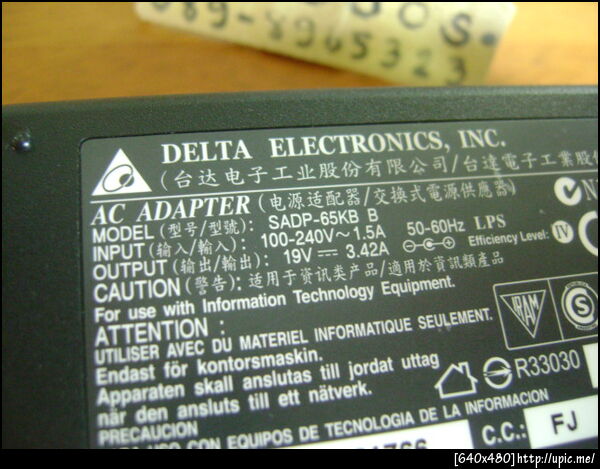 089-8965323
DELTA ELECTRONICS, INC.
(台达电子工业股份有限公司/台達電子工業股份
AC ADAPTER (电源适配器/交換式電源供應器)
MODEL (型号/型號): SADP-65KB B
INPUT (输入/輸入): 100-240V~ 1.5A 50-60Hz LPS
OUTPUT (输出/輸出): 19V 3.42A Efficiency Level: IV
CAUTION (警告): 适用于资讯类产品/適用於資訊類產品
For use with Information Technology Equipment.
ATTENTION :
UTILISER AVEC DU MATERIEL INFORMATIQUE SEULEMENT.
IRAM
S
Endast för kontorsmaskin.
Apparaten skall anslutas till jordat uttag
när den ansluts till ett nätverk.
R33030
PRECAUCION
USO CON EQUIPOS DE TECNOLOGIA DE LA INFORMACION
C.C.: FJ
[640x480]http://upic.me/